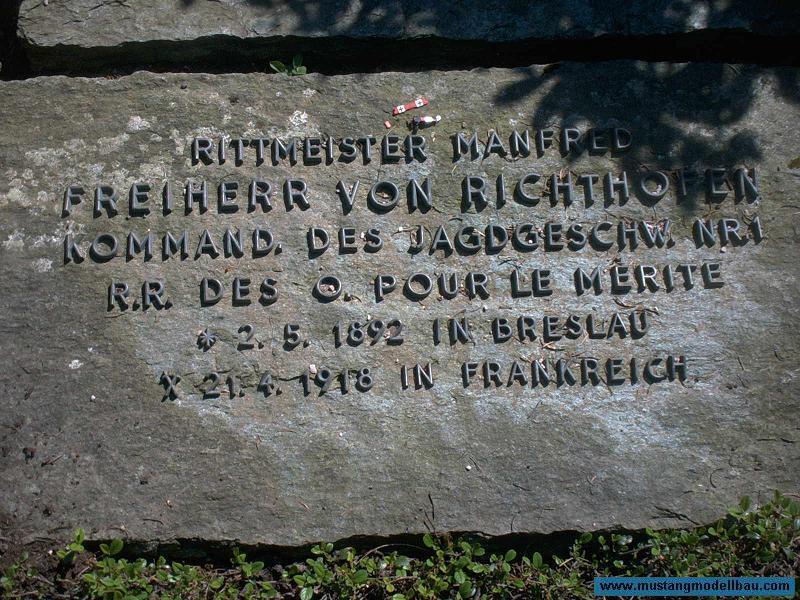 RITTMEISTER MANFRED
FREIHERR VON RICHTHOFEN
KOMMAND. DES JAGDGESCHW. NR.1
R.R. DES O. POUR LE MÉRITE
* 2. 5. 1892 IN BRESLAU
X 21. 4. 1918 IN FRANKREICH
www.mustangmodellbau.com